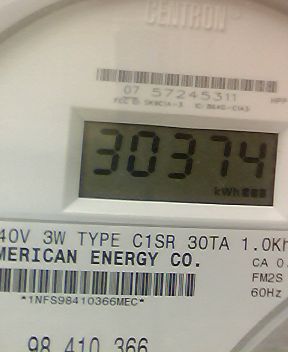 CENTRON
07 57245311
30374
kWh
40V 3W TYPE C1SR 30TA 1.0Kh
MERICAN ENERGY CO.
CA 0.
FM2S
60Hz
*1NFS98410366MEC*
98 410 366